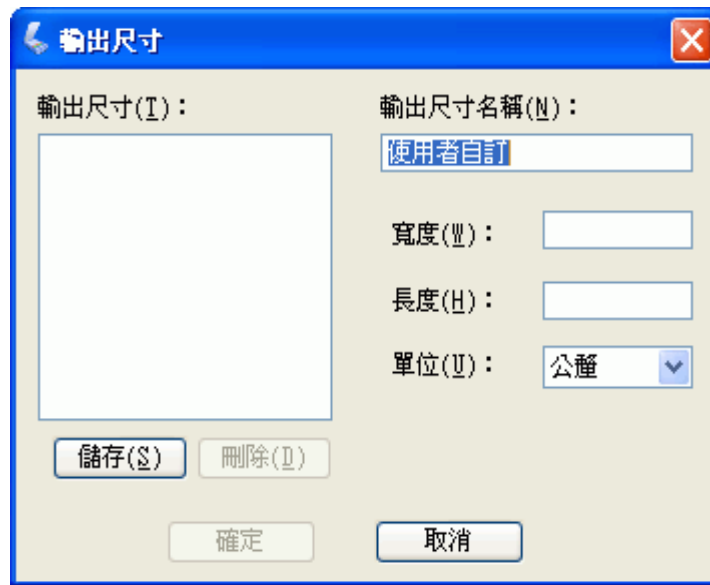 輸出尺寸
輸出尺寸(T)：
輸出尺寸名稱(N)：
使用者自訂
寬度(W)：
長度(H)：
單位(U)：
公釐
儲存(S)
刪除(D)
確定
取消